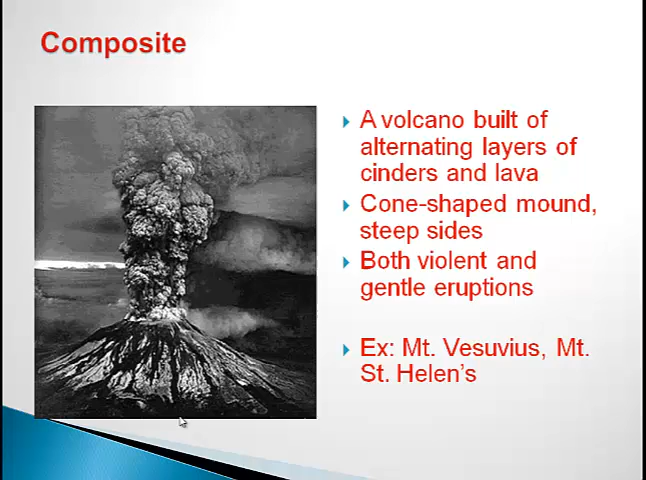 Composite
A volcano built of
alternating layers of
cinders and lava
Cone-shaped mound,
steep sides
Both violent and
gentle eruptions
Ex: Mt. Vesuvius, Mt.
St. Helen's